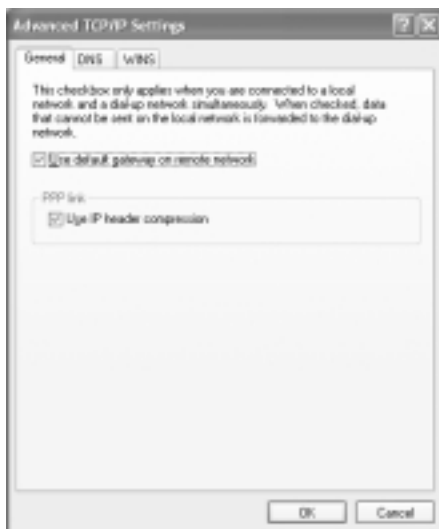 Advanced TCP/IP Settings
General DNS WINS
This checkbox only applies when you are connected to a local
network and a dial-up network simultaneously. When checked, data
that cannot be sent on the local network is forwarded to the dial-up
network.
Use default gateway on remote network
PPP link
Use IP header compression
OK Cancel